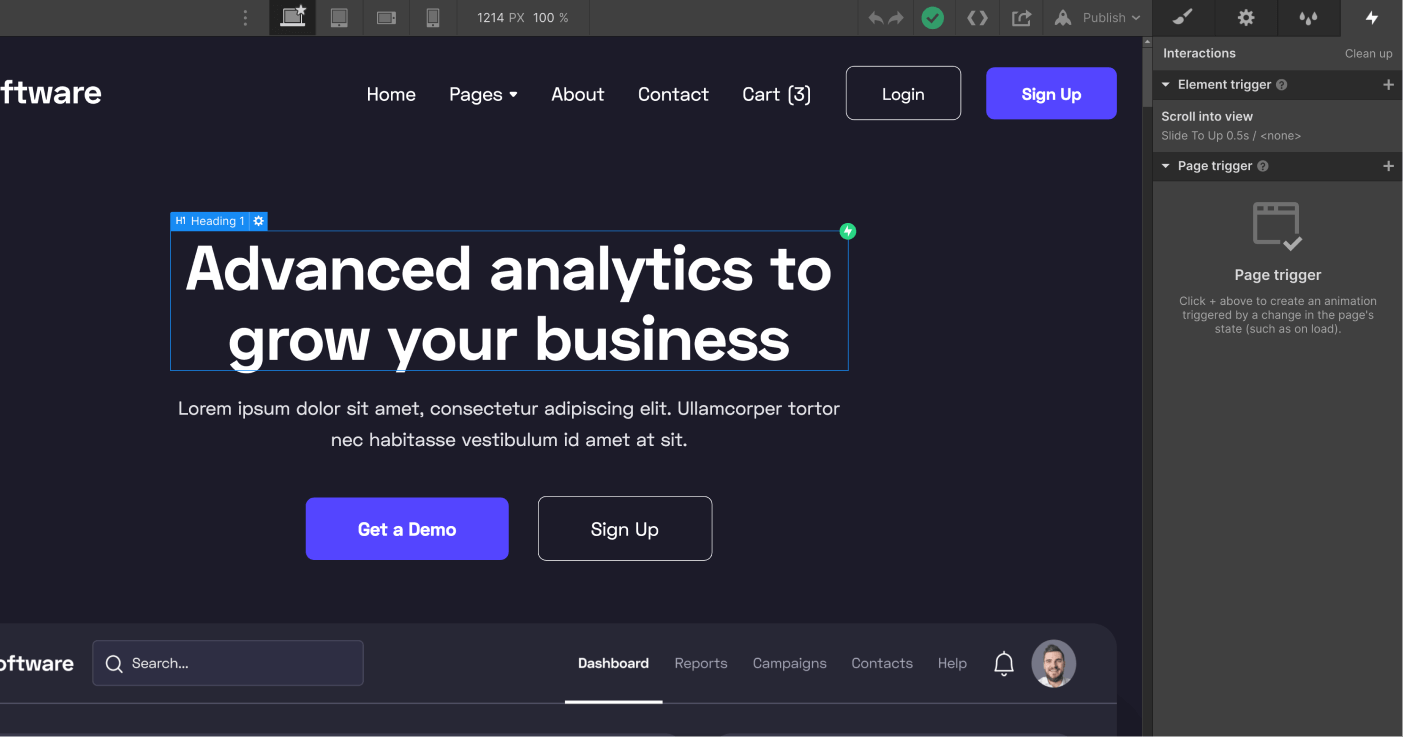 1214 PX 100 %
Publish
ftware
Home Pages About Contact Cart (3) Login Sign Up
H1 Heading 1
Advanced analytics to
grow your business
Lorem ipsum dolor sit amet, consectetur adipiscing elit. Ullamcorper tortor
nec habitasse vestibulum id amet at sit.
Get a Demo Sign Up
oftware Search... Dashboard Reports Campaigns Contacts Help
Interactions Clean up
Element trigger ? +
Scroll into view
Slide To Up 0.5s / <none>
Page trigger ? +
Page trigger
Click + above to create an animation
triggered by a change in the page's
state (such as on load).